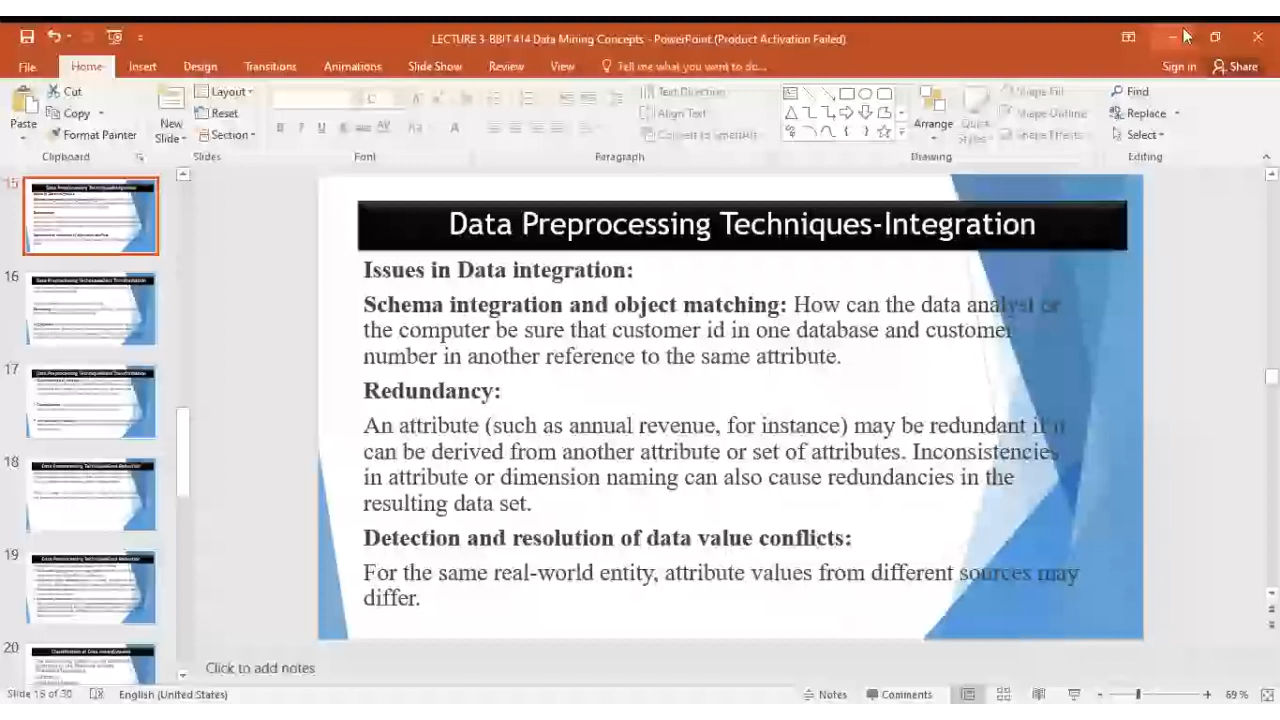 LECTURE 3-BBIT 414 Data Mining Concepts - PowerPoint (Product Activation Failed)
File Home Insert Design Transitions Animations Slide Show Review View Tell me what you want to do... Sign in Share
Cut
Copy
Format Painter
Paste
Clipboard
New Slide
Layout
Reset
Section
Slides
Font
Text Direction
Align Text
Convert to SmartArt
Paragraph
Arrange
Quick Styles
Shape Fill
Shape Outline
Shape Effects
Drawing
Find
Replace
Select
Editing
15
16
17
18
19
20
Data Preprocessing Techniques-Integration
Issues in Data integration:
Schema integration and object matching: How can the data analyst or
the computer be sure that customer id in one database and customer
number in another reference to the same attribute.
Redundancy:
An attribute (such as annual revenue, for instance) may be redundant if it
can be derived from another attribute or set of attributes. Inconsistencies
in attribute or dimension naming can also cause redundancies in the
resulting data set.
Detection and resolution of data value conflicts:
For the same real-world entity, attribute values from different sources may
differ.
Click to add notes
Slide 15 of 30 English (United States) Notes Comments 69 %